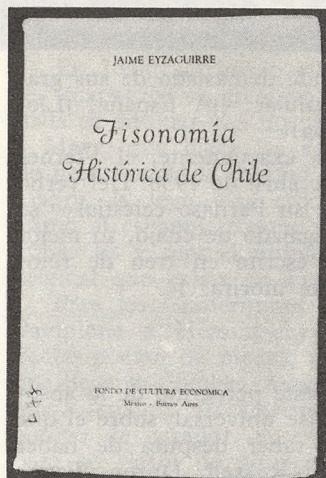 JAIME EYZAGUIRRE
Fisonomía
Histórica de Chile
FONDO DE CULTURA ECONOMICA
México - Buenos Aires